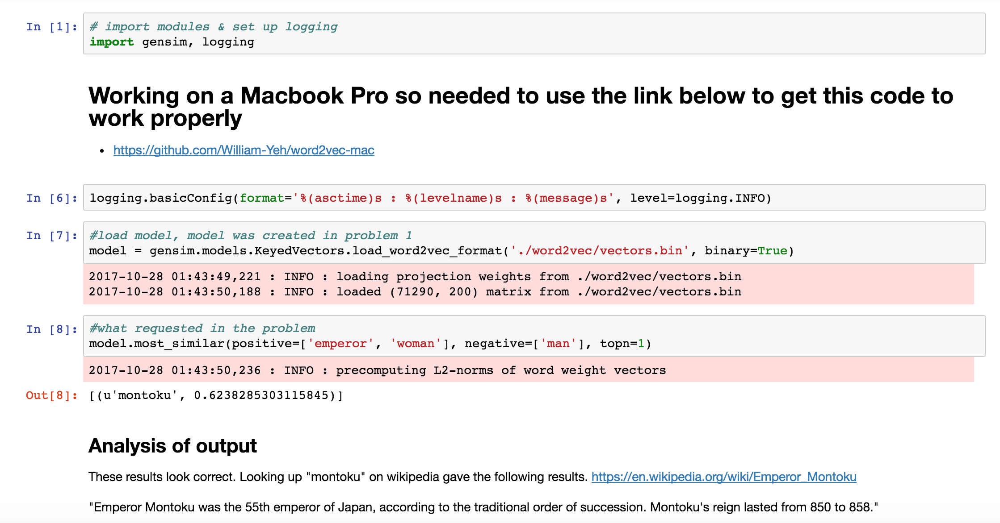 In [1]:
# import modules & set up logging
import gensim, logging
Working on a Macbook Pro so needed to use the link below to get this code to
work properly
• https://github.com/William-Yeh/word2vec-mac
In [6]:
logging.basicConfig(format='%(asctime)s : %(levelname)s : %(message)s', level=logging.INFO)
In [7]:
#load model, model was created in problem 1
model = gensim.models.KeyedVectors.load_word2vec_format('./word2vec/vectors.bin', binary=True)
2017-10-28 01:43:49,221 : INFO : loading projection weights from ./word2vec/vectors.bin
2017-10-28 01:43:50,188 : INFO : loaded (71290, 200) matrix from ./word2vec/vectors.bin
In [8]:
#what requested in the problem
model.most_similar(positive=['emperor', 'woman'], negative=['man'], topn=1)
2017-10-28 01:43:50,236 : INFO : precomputing L2-norms of word weight vectors
Out[8]:
[(u'montoku', 0.6238285303115845)]
Analysis of output
These results look correct. Looking up "montoku" on wikipedia gave the following results. https://en.wikipedia.org/wiki/Emperor_Montoku
"Emperor Montoku was the 55th emperor of Japan, according to the traditional order of succession. Montoku's reign lasted from 850 to 858."